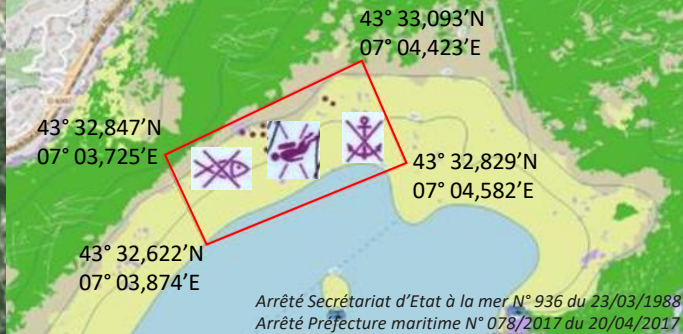 43° 33,093’N
07° 04,423’E
43° 32,847’N
07° 03,725’E
43° 32,829’N
07° 04,582’E
43° 32,622’N
07° 03,874’E
Arrêté Secrétariat d’Etat à la mer N° 936 du 23/03/1988
Arrêté Préfecture maritime N° 078/2017 du 20/04/2017